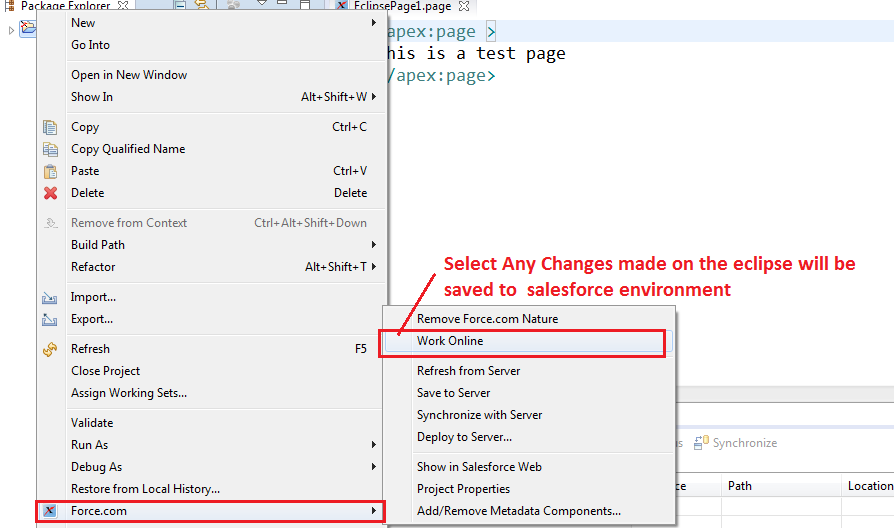 Package Explorer
EclipsePage1.page
New
Go Into
Open in New Window
Show In Alt+Shift+W
Copy Ctrl+C
Copy Qualified Name
Paste Ctrl+V
Delete Delete
Remove from Context Ctrl+Alt+Shift+Down
Build Path
Refactor Alt+Shift+T
Import...
Export...
Refresh F5
Close Project
Assign Working Sets...
Validate
Run As
Debug As
Restore from Local History...
Force.com
apex:page >
his is a test page
/apex:page>
Select Any Changes made on the eclipse will be
saved to salesforce environment
Remove Force.com Nature
Work Online
Refresh from Server
Save to Server
Synchronize with Server
Deploy to Server...
Show in Salesforce Web
Project Properties
Add/Remove Metadata Components...
Synchronize
Path
Location